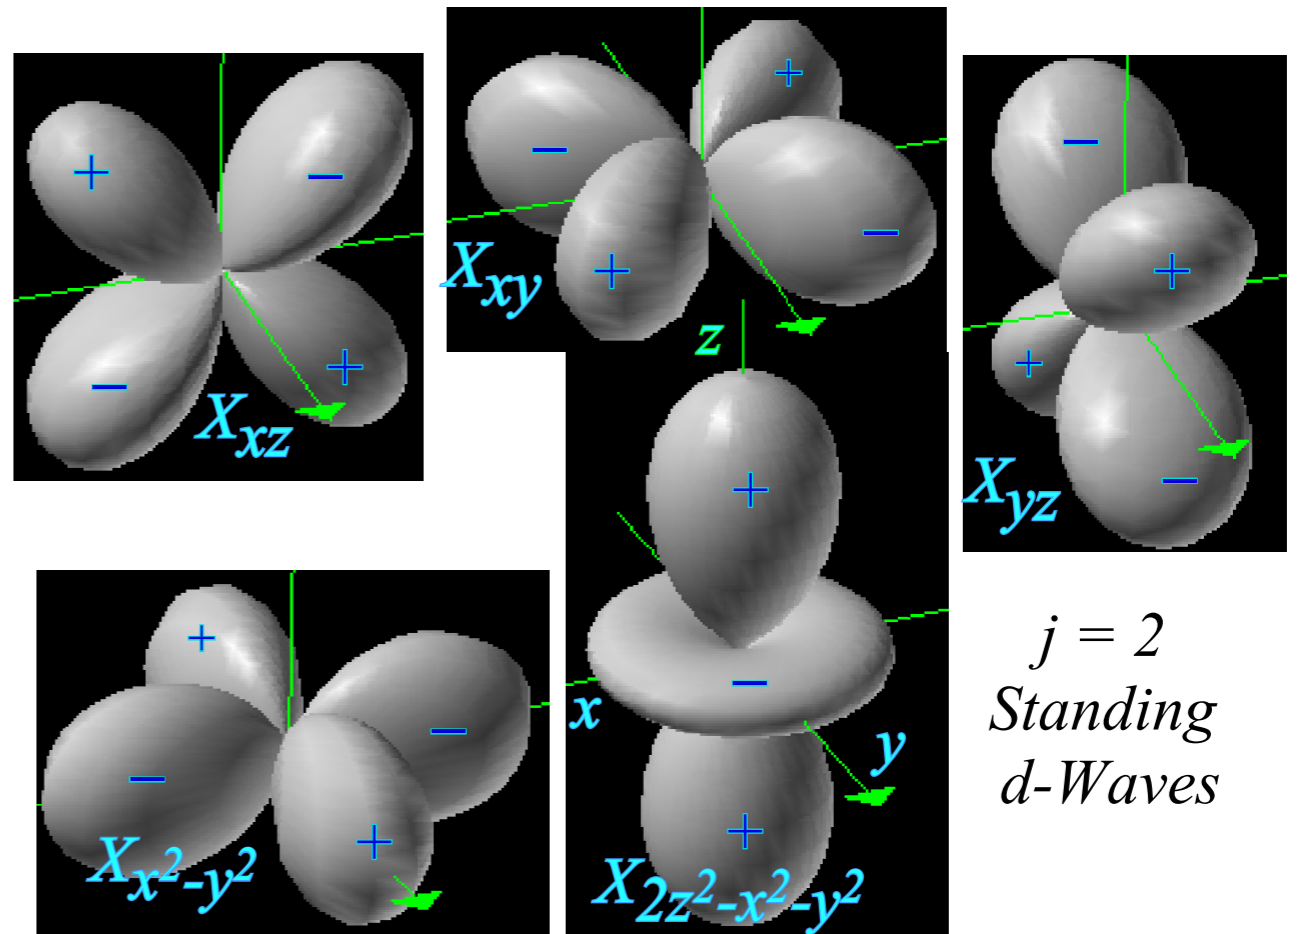 +
−
−
+
X_xz
−
+
−
+
X_xy
−
+
+
−
X_yz
+
−
−
+
X_x²-y²
z
+
−
x
y
+
X_2z²-x²-y²
j = 2
Standing
d-Waves